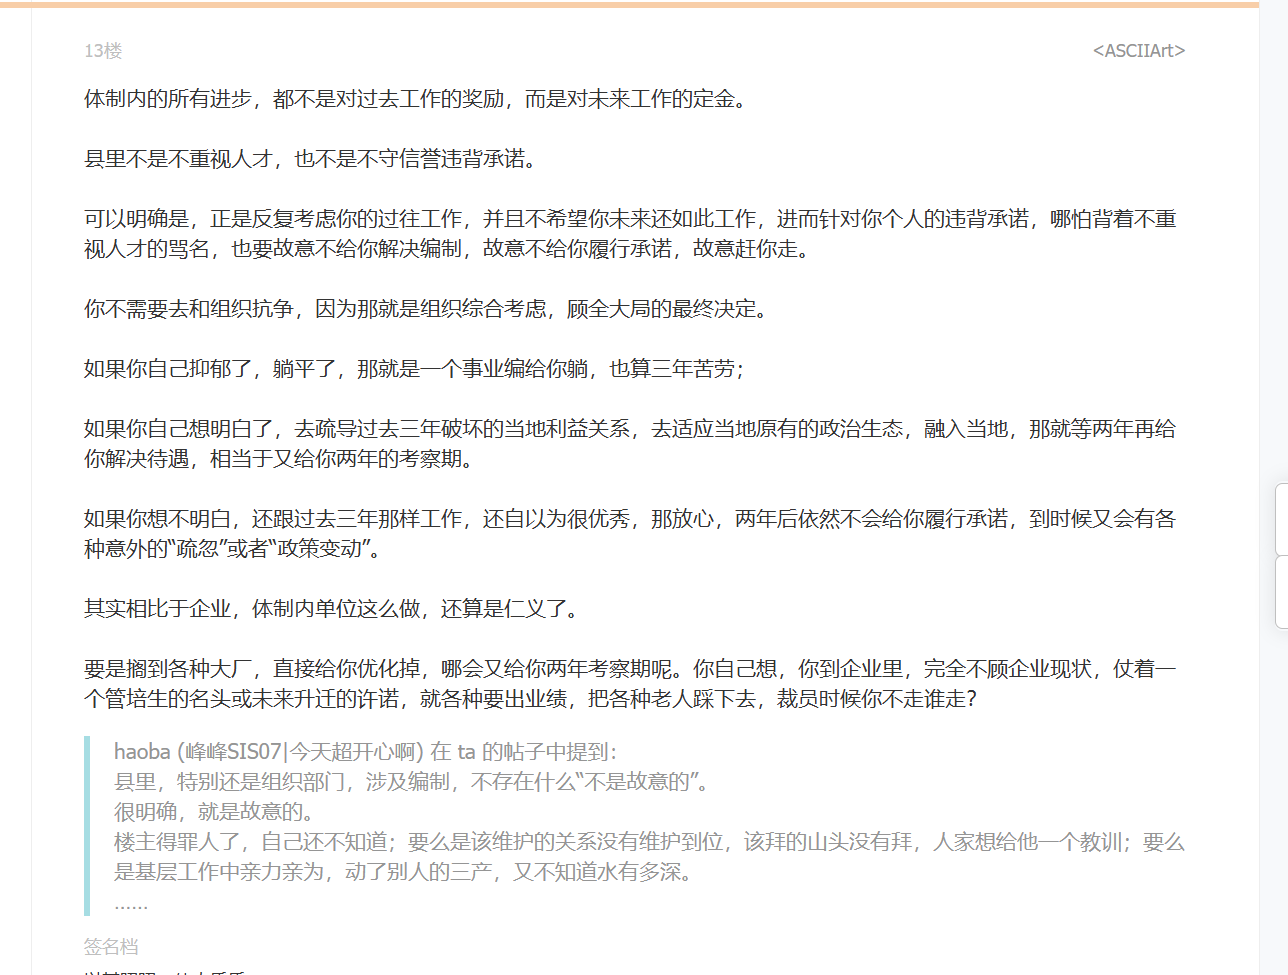 13楼
<ASCIIArt>
体制内的所有进步，都不是对过去工作的奖励，而是对未来工作的定金。
县里不是不重视人才，也不是不守信誉违背承诺。
可以明确是，正是反复考虑你的过往工作，并且不希望你未来还如此工作，进而针对你个人的违背承诺，哪怕背着不重
视人才的骂名，也要故意不给你解决编制，故意不给你履行承诺，故意赶你走。
你不需要去和组织抗争，因为那就是组织综合考虑，顾全大局的最终决定。
如果你自己抑郁了，躺平了，那就是一个事业编给你躺，也算三年苦劳；
如果你自己想明白了，去疏导过去三年破坏的当地利益关系，去适应当地原有的政治生态，融入当地，那就等两年再给
你解决待遇，相当于又给你两年的考察期。
如果你想不明白，还跟过去三年那样工作，还自以为很优秀，那放心，两年后依然不会给你履行承诺，到时候又会有各
种意外的“疏忽”或者“政策变动”。
其实相比于企业，体制内单位这么做，还算是仁义了。
要是搁到各种大厂，直接给你优化掉，哪会又给你两年考察期呢。你自己想，你到企业里，完全不顾企业现状，仗着一
个管培生的名头或未来升迁的许诺，就各种要出业绩，把各种老人踩下去，裁员时候你不走谁走？
haoba (峰峰SIS07|今天超开心啊) 在 ta 的帖子中提到：
县里，特别还是组织部门，涉及编制，不存在什么“不是故意的”。
很明确，就是故意的。
楼主得罪人了，自己还不知道；要么是该维护的关系没有维护到位，该拜的山头没有拜，人家想给他一个教训；要么
是基层工作中亲力亲为，动了别人的三产，又不知道水有多深。
......
签名档